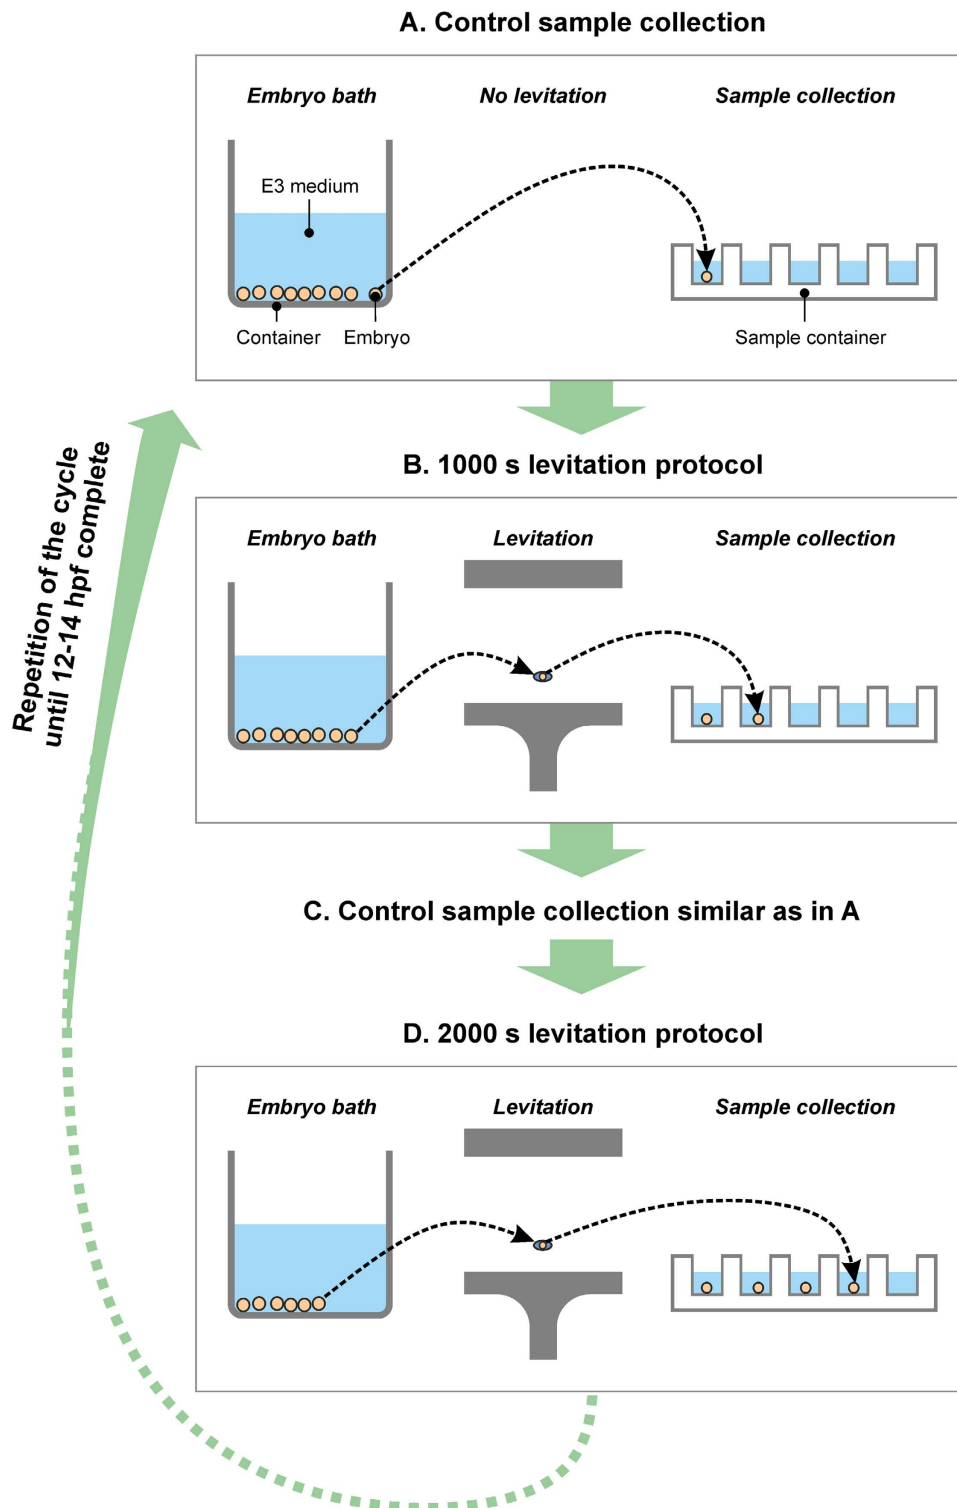 A. Control sample collection
Embryo bath
No levitation
Sample collection
E3 medium
Container
Embryo
Sample container
B. 1000 s levitation protocol
Embryo bath
Levitation
Sample collection
Repetition of the cycle
until 12-14 hpf complete
C. Control sample collection similar as in A
D. 2000 s levitation protocol
Embryo bath
Levitation
Sample collection